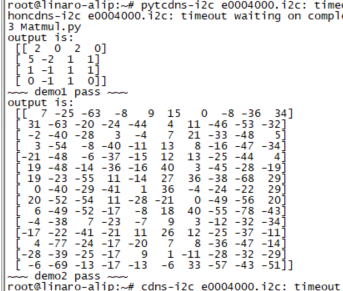 root@linaro-alip:~# pytcdns-i2c e0004000.i2c: time
honcdns-i2c e0004000.i2c: timeout waiting on compl
3 Matmul.py
output is:
[[ 2 0 2 0]
[ 5 -2 1 1]
[ 1 -1 1 1]
[ 0 -1 1 0]]
~~~ demo1 pass ~~~
output is:
[[ 7 -25 -63 -8 9 15 0 -8 -36 34]
[ 31 -63 -20 -24 -44 4 11 -46 -53 -32]
[ -2 -40 -28 3 -4 7 21 -33 -48 5]
[ 3 -54 -8 -40 -11 13 8 -16 -47 -34]
[-21 -48 -6 -37 -15 12 13 -25 -44 4]
[ 19 -48 -14 -36 -16 40 3 -45 -28 -19]
[ 19 -23 -55 11 -14 27 36 -38 -68 29]
[ 0 -40 -29 -41 1 36 -4 -24 -22 29]
[ 20 -52 -54 11 -28 -21 0 -49 -56 20]
[ 6 -49 -52 -17 -8 18 40 -55 -78 -43]
[ -4 -38 7 -23 -7 9 3 -12 -32 -34]
[-17 -22 -41 -21 11 26 12 -25 -37 -11]
[ 4 -77 -24 -17 -20 7 8 -36 -47 -14]
[-28 -39 -25 -17 9 1 -11 -28 -32 -29]
[ -6 -69 -13 -17 -13 -6 33 -57 -43 -51]]
~~~ demo2 pass ~~~
root@linaro-alip:~# cdns-i2c e0004000.i2c: timeout